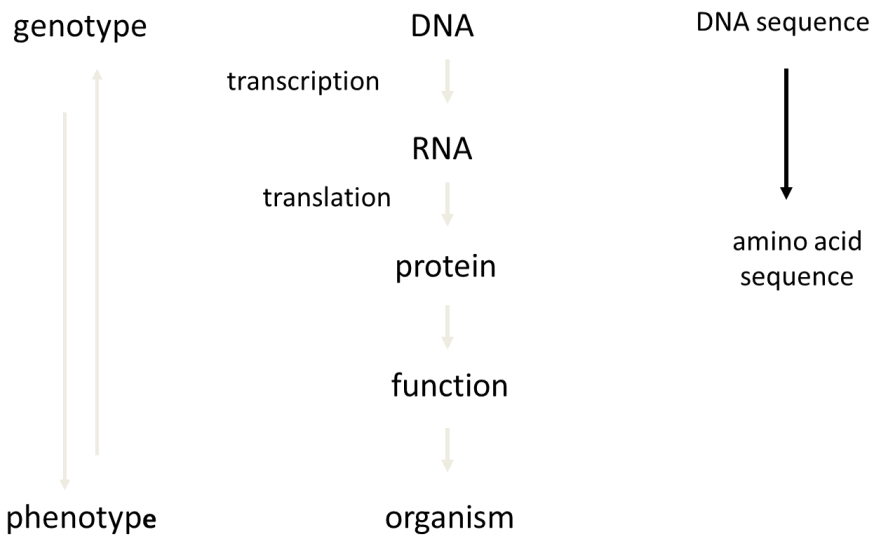 genotype
DNA
DNA sequence
transcription
RNA
translation
amino acid
sequence
protein
function
phenotype
organism